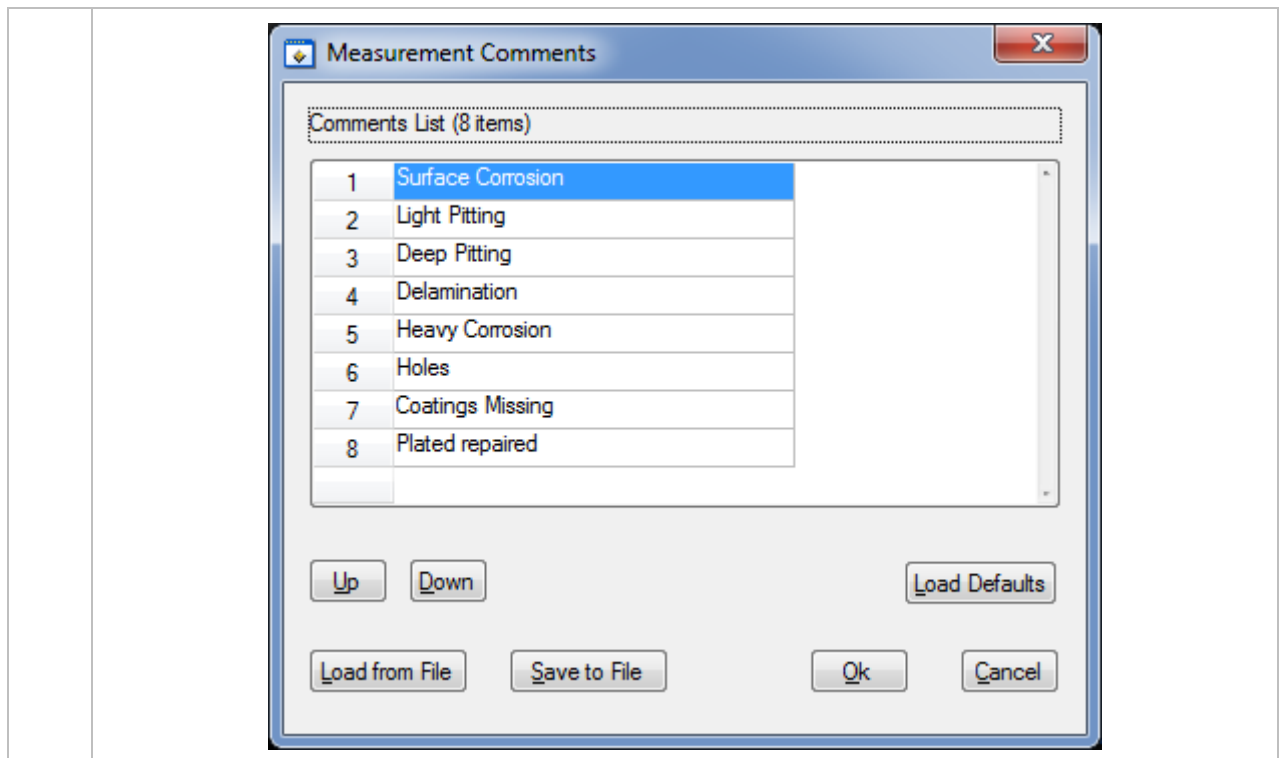 Measurement Comments
Comments List (8 items)
1 Surface Corrosion
2 Light Pitting
3 Deep Pitting
4 Delamination
5 Heavy Corrosion
6 Holes
7 Coatings Missing
8 Plated repaired
Up Down Load Defaults
Load from File Save to File Ok Cancel